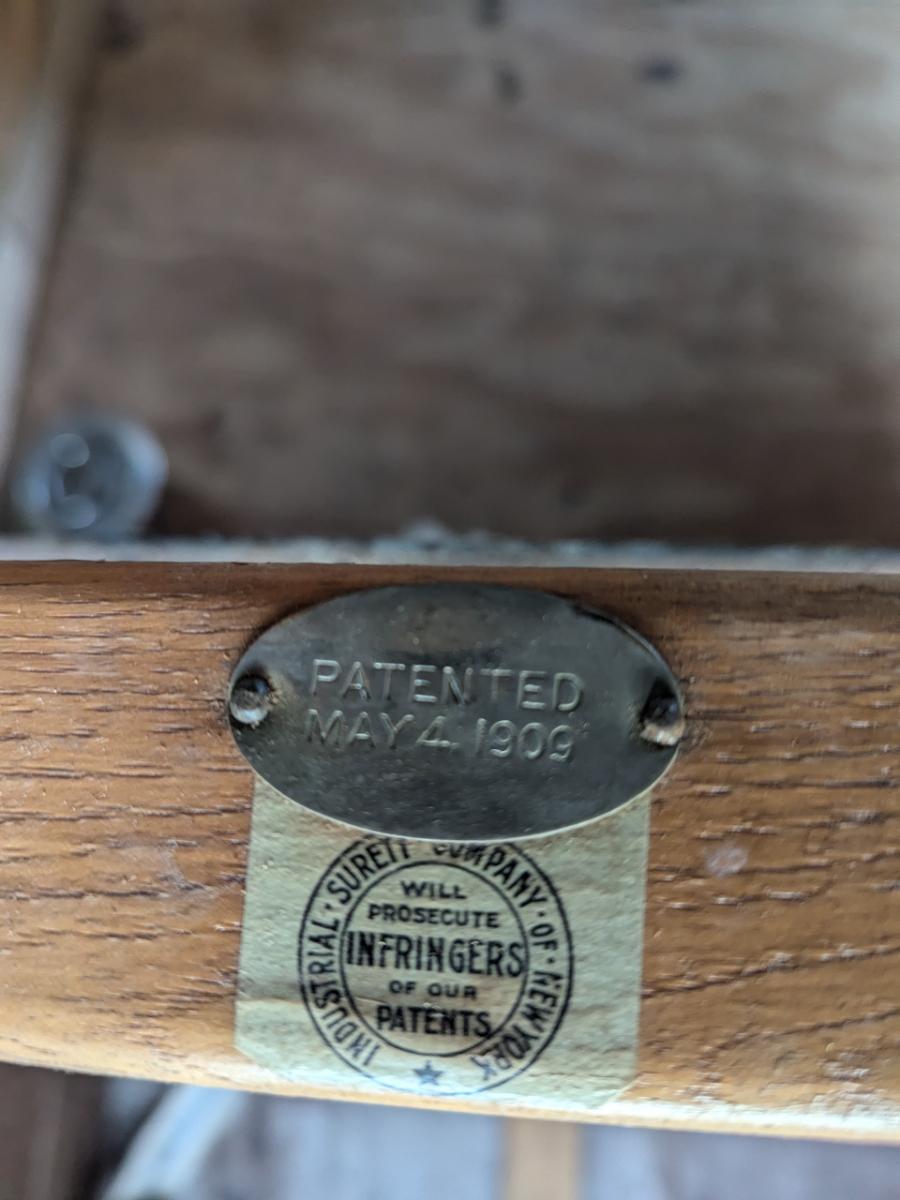 PATENTED
MAY 4, 1909
INDUSTRIAL · SURETY COMPANY · OF · NEW YORK
WILL
PROSECUTE
INFRINGERS
OF OUR
PATENTS